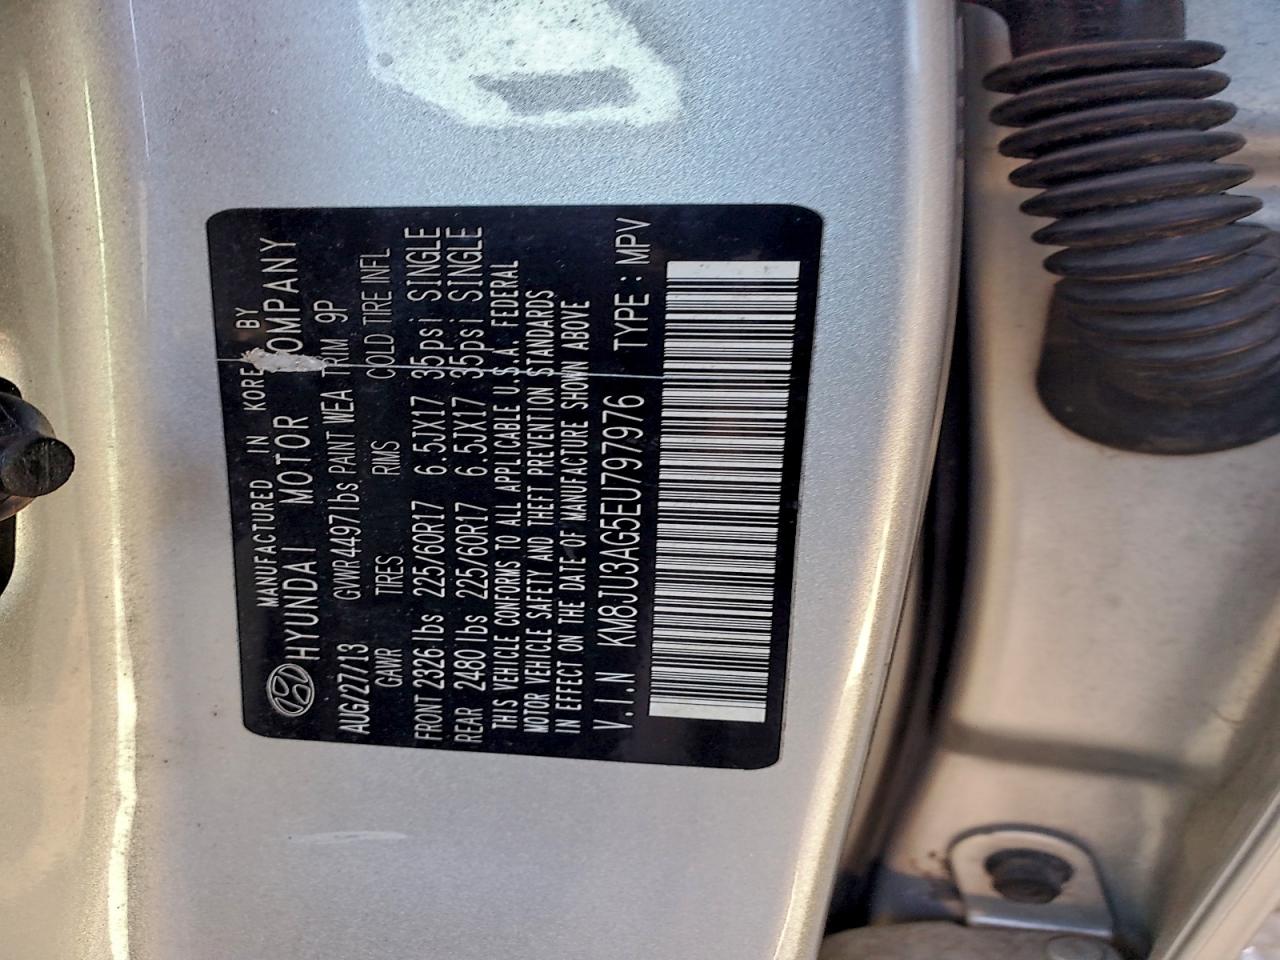 MANUFACTURED IN KOREA BY
HYUNDAI MOTOR COMPANY
AUG/27/13 GVWR 4497lbs PAINT WEA TRIM 9P
GAWR TIRES RMS COLD TIRE INFL
FRONT 2326lbs 225/60R17 6.5JX17 35psi SINGLE
REAR 2480lbs 225/60R17 6.5JX17 35psi SINGLE
THIS VEHICLE CONFORMS TO ALL APPLICABLE U.S.A. FEDERAL
MOTOR VEHICLE SAFETY AND THEFT PREVENTION STANDARDS
IN EFFECT ON THE DATE OF MANUFACTURE SHOWN ABOVE
V.I.N KM8JU3AG5EU797976 TYPE : MPV